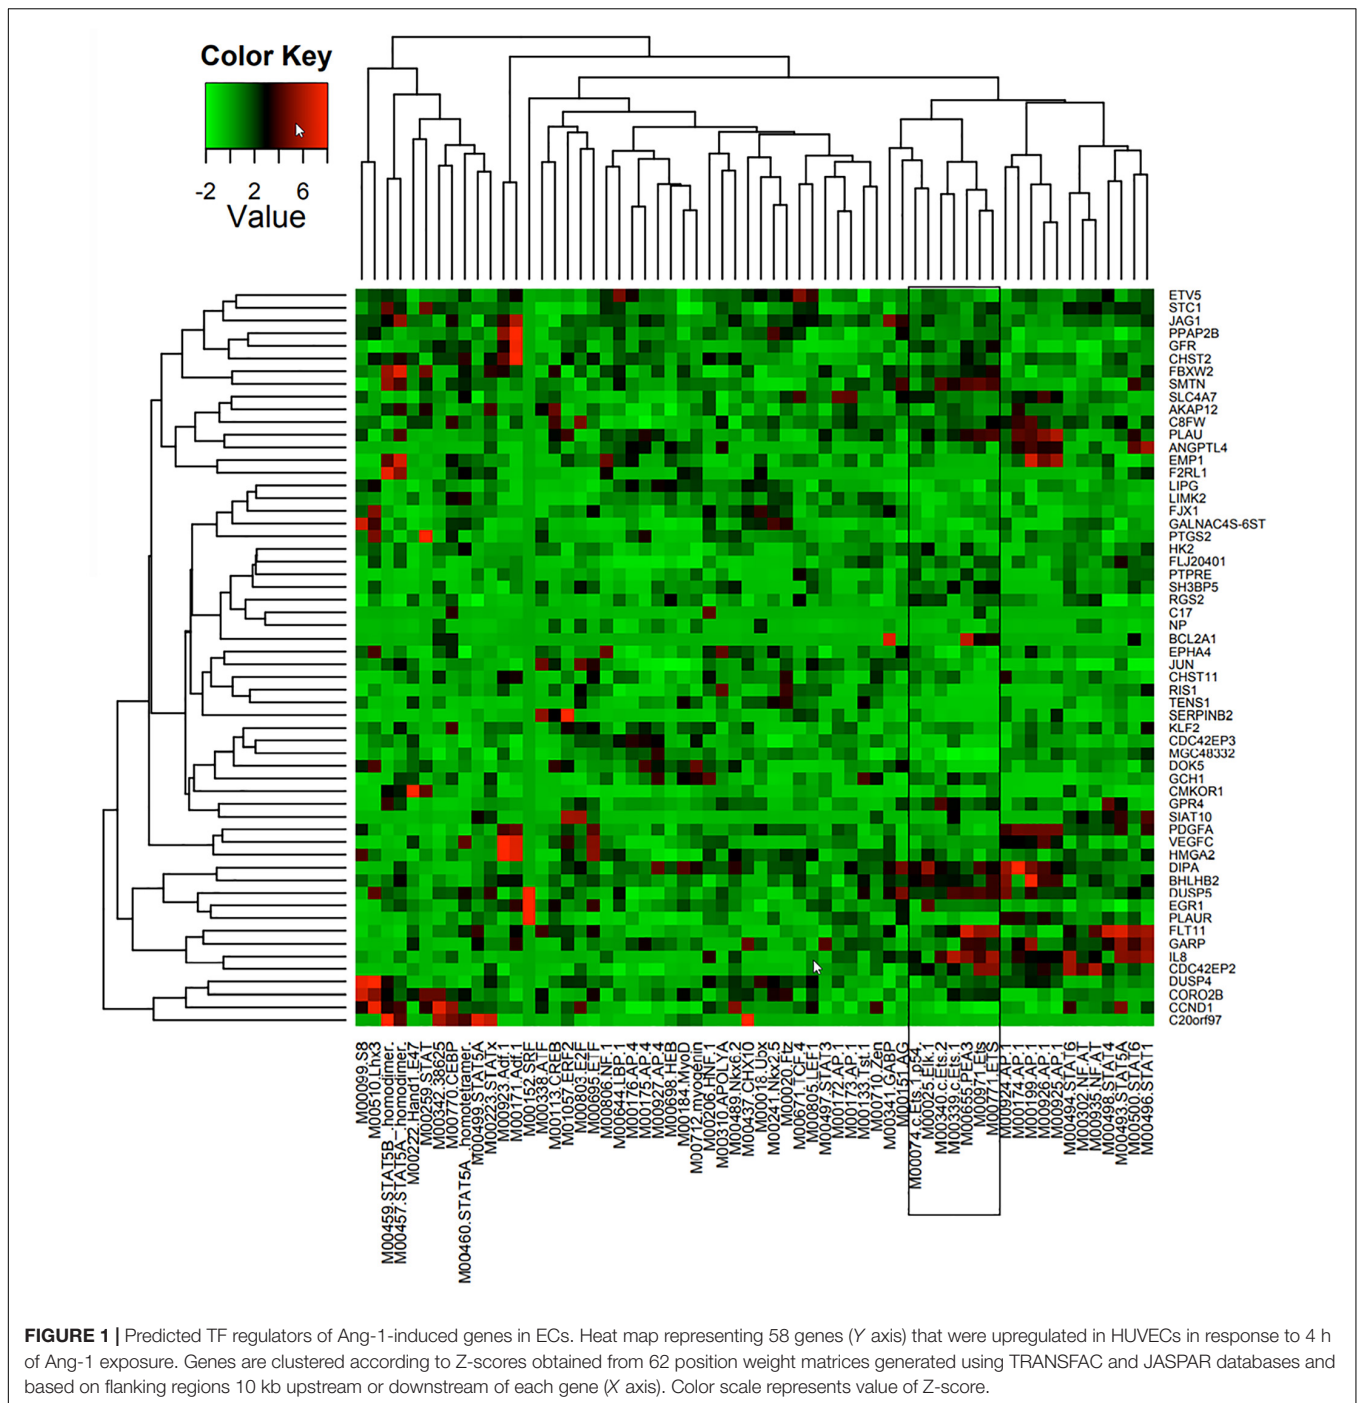 Color Key
-2 2 6
Value
ETV5
STC1
JAG1
PPAP2B
GFR
CHST2
FBXW2
SMTN
SLC4A7
AKAP12
C8FW
PLAU
ANGPTL4
EMP1
F2RL1
LIPG
LIMK2
FJX1
GALNAC4S-6ST
PTGS2
HK2
FLJ20401
PTPRE
SH3BP5
RGS2
C17
NP
BCL2A1
EPHA4
JUN
CHST11
RIS1
TENS1
SERPINB2
KLF2
CDC42EP3
MGC48332
DOK5
GCH1
CMKOR1
GPR4
SIAT10
PDGFA
VEGFC
HMGA2
DIPA
BHLHB2
DUSP5
EGR1
PLAUR
FLT11
GARP
IL8
CDC42EP2
DUSP4
CORO2B
CCND1
C20orf97
M00099.S8
M00510.Lhx3
M00459.STAT5B_.homodimer.
M00457.STAT5A_.homodimer.
M00222.Hand1.E47
M00259.STAT
M00342.38625
M00770.CEBP
M00460.STAT5A_.homotetramer.
M00499.STAT5A
M00223.STATx
M00923.Adf.1
M00171.Adf.1
M00152.SRF
M00338.ATF
M00113.CREB
M01057.ERF2
M00803.E2F
M00695.ETF
M00806.NF.1
M00644.LBP.1
M00176.AP.4
M00175.AP.4
M00927.AP.4
M00698.HEB
M00184.MyoD
M00712.myogenin
M00206.HNF.1
M00310.APOLYA
M00489.Nkx6.2
M00437.CHX10
M00018.Ubx
M00241.Nkx2.5
M00020.Ftz
M00671.TCF.4
M00805.LEF1
M00497.STAT3
M00172.AP.1
M00173.AP.1
M00133.Tst.1
M00710.Zen
M00341.GABP
M00151.AG
M00074.c.Ets.1.p54.
M00025.Elk.1
M00340.c.Ets.2
M00339.c.Ets.1
M00655.PEA3
M00971.Ets
M00771.ETS
M00924.AP.1
M00174.AP.1
M00199.AP.1
M00926.AP.1
M00925.AP.1
M00494.STAT6
M00302.NF.AT
M00935.NF.AT
M00498.STAT4
M00493.STAT5A
M00500.STAT6
M00496.STAT1
FIGURE 1 | Predicted TF regulators of Ang-1-induced genes in ECs. Heat map representing 58 genes (Y axis) that were upregulated in HUVECs in response to 4 h
of Ang-1 exposure. Genes are clustered according to Z-scores obtained from 62 position weight matrices generated using TRANSFAC and JASPAR databases and
based on flanking regions 10 kb upstream or downstream of each gene (X axis). Color scale represents value of Z-score.